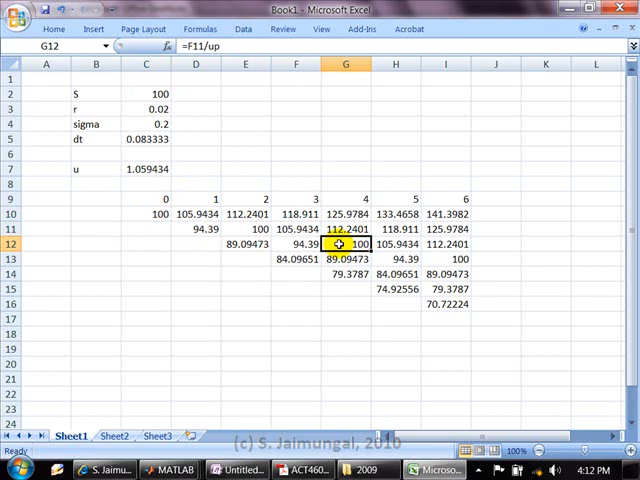 Book1 - Microsoft Excel
Home Insert Page Layout Formulas Data Review View Add-Ins Acrobat
G12 fx =F11/up
A B C D E F G H I J K L
1
2 S 100
3 r 0.02
4 sigma 0.2
5 dt 0.083333
6
7 u 1.059434
8
9 0 1 2 3 4 5 6
10 100 105.9434 112.2401 118.911 125.9784 133.4658 141.3982
11 94.39 100 105.9434 112.2401 118.911 125.9784
12 89.09473 94.39 100 105.9434 112.2401
13 84.09651 89.09473 94.39 100
14 79.3787 84.09651 89.09473
15 74.92556 79.3787
16 70.72224
17
18
19
20
21
22
23
24
Sheet1 Sheet2 Sheet3
(c) S. Jaimungal, 2010
Ready 100%
S. Jaimu... MATLAB Untitled... ACT460... 2009 Microso... 4:12 PM